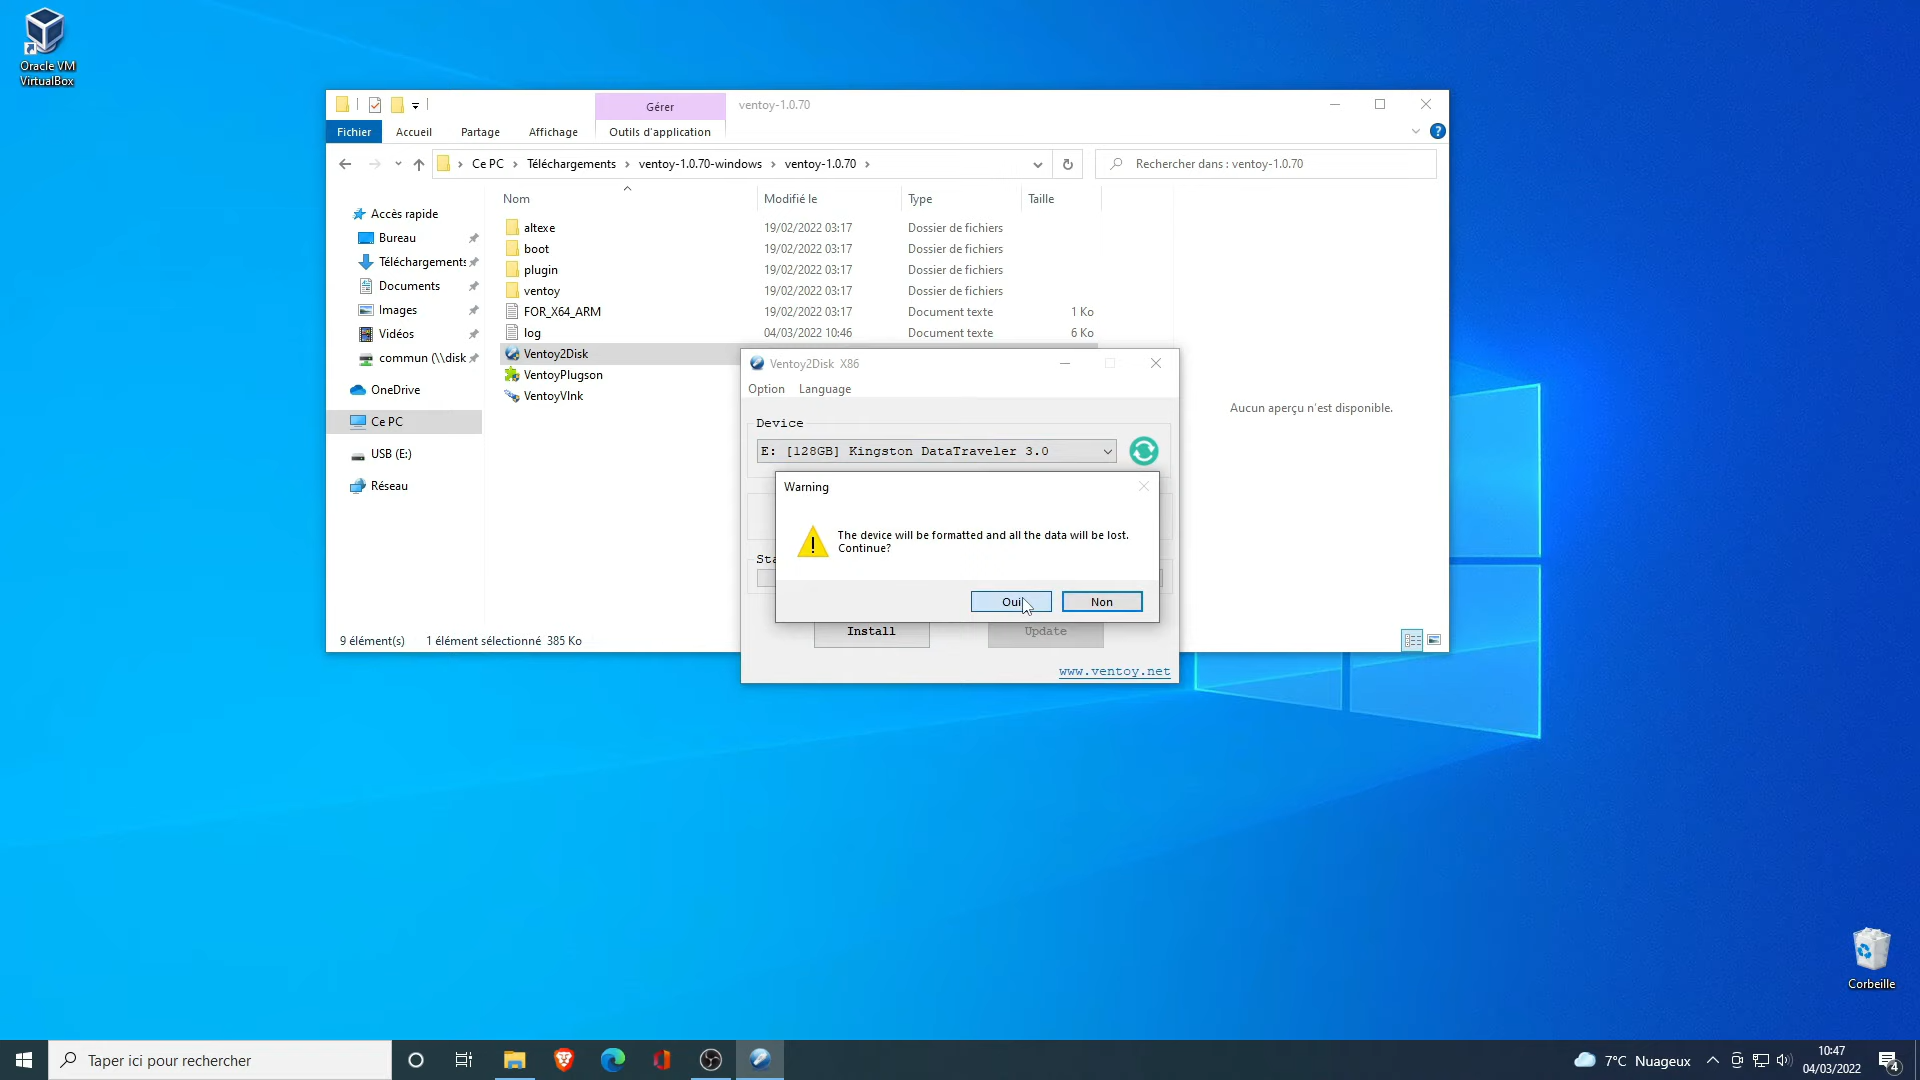 Oracle VM
VirtualBox
Gérer
ventoy-1.0.70
Fichier
Accueil
Partage
Affichage
Outils d'application
Ce PC
Téléchargements
ventoy-1.0.70-windows
ventoy-1.0.70
Rechercher dans : ventoy-1.0.70
Nom
Modifié le
Type
Taille
Accès rapide
Bureau
Téléchargements
Documents
Images
Vidéos
commun (\\disk
OneDrive
Ce PC
USB (E:)
Réseau
altexe 19/02/2022 03:17 Dossier de fichiers
boot 19/02/2022 03:17 Dossier de fichiers
plugin 19/02/2022 03:17 Dossier de fichiers
ventoy 19/02/2022 03:17 Dossier de fichiers
FOR_X64_ARM 19/02/2022 03:17 Document texte 1 Ko
log 04/03/2022 10:46 Document texte 6 Ko
Ventoy2Disk
VentoyPlugson
VentoyVlnk
Aucun aperçu n'est disponible.
9 élément(s)
1 élément sélectionné 385 Ko
Ventoy2Disk X86
Option
Language
Device
E: [128GB] Kingston DataTraveler 3.0
Warning
The device will be formatted and all the data will be lost.
Continue?
Oui
Non
Sta
Install
Update
www.ventoy.net
Corbeille
Taper ici pour rechercher
7°C Nuageux
10:47
04/03/2022
4